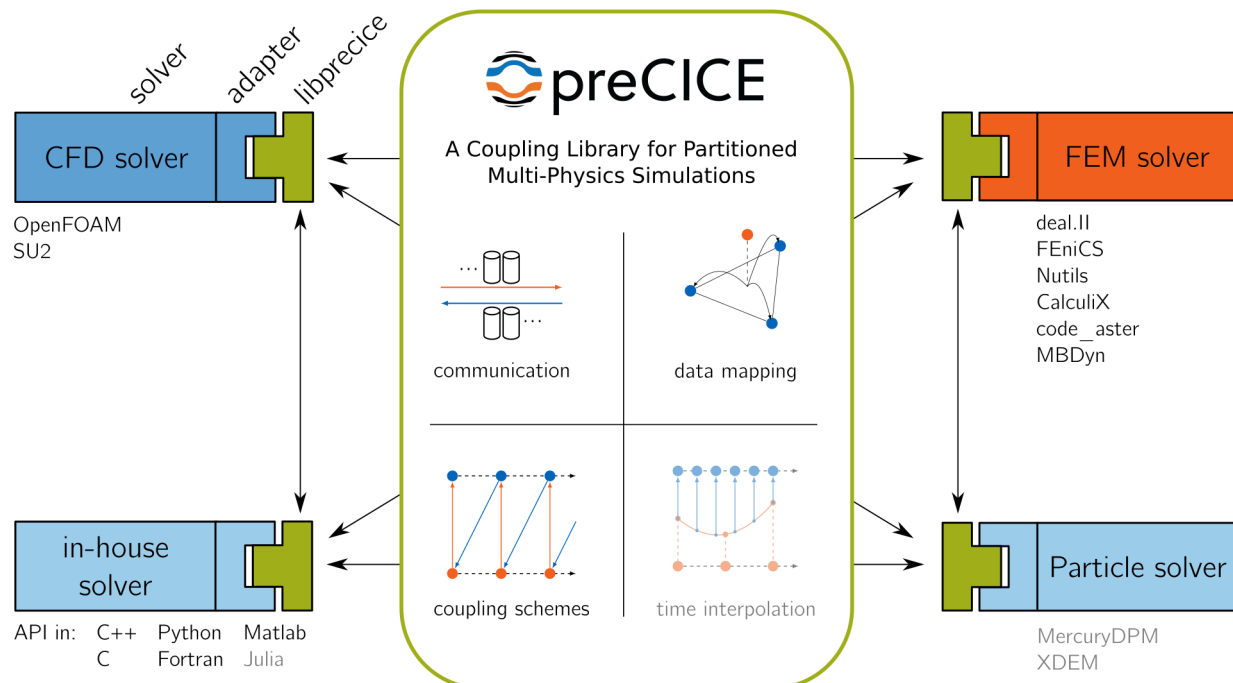 solver
adapter
libprecice
CFD solver
OpenFOAM
SU2
preCICE
A Coupling Library for Partitioned
Multi-Physics Simulations
...
...
communication
data mapping
coupling schemes
time interpolation
FEM solver
deal.II
FEniCS
Nutils
CalculiX
code_aster
MBDyn
in-house
solver
API in: C++ Python Matlab
C Fortran Julia
Particle solver
MercuryDPM
XDEM